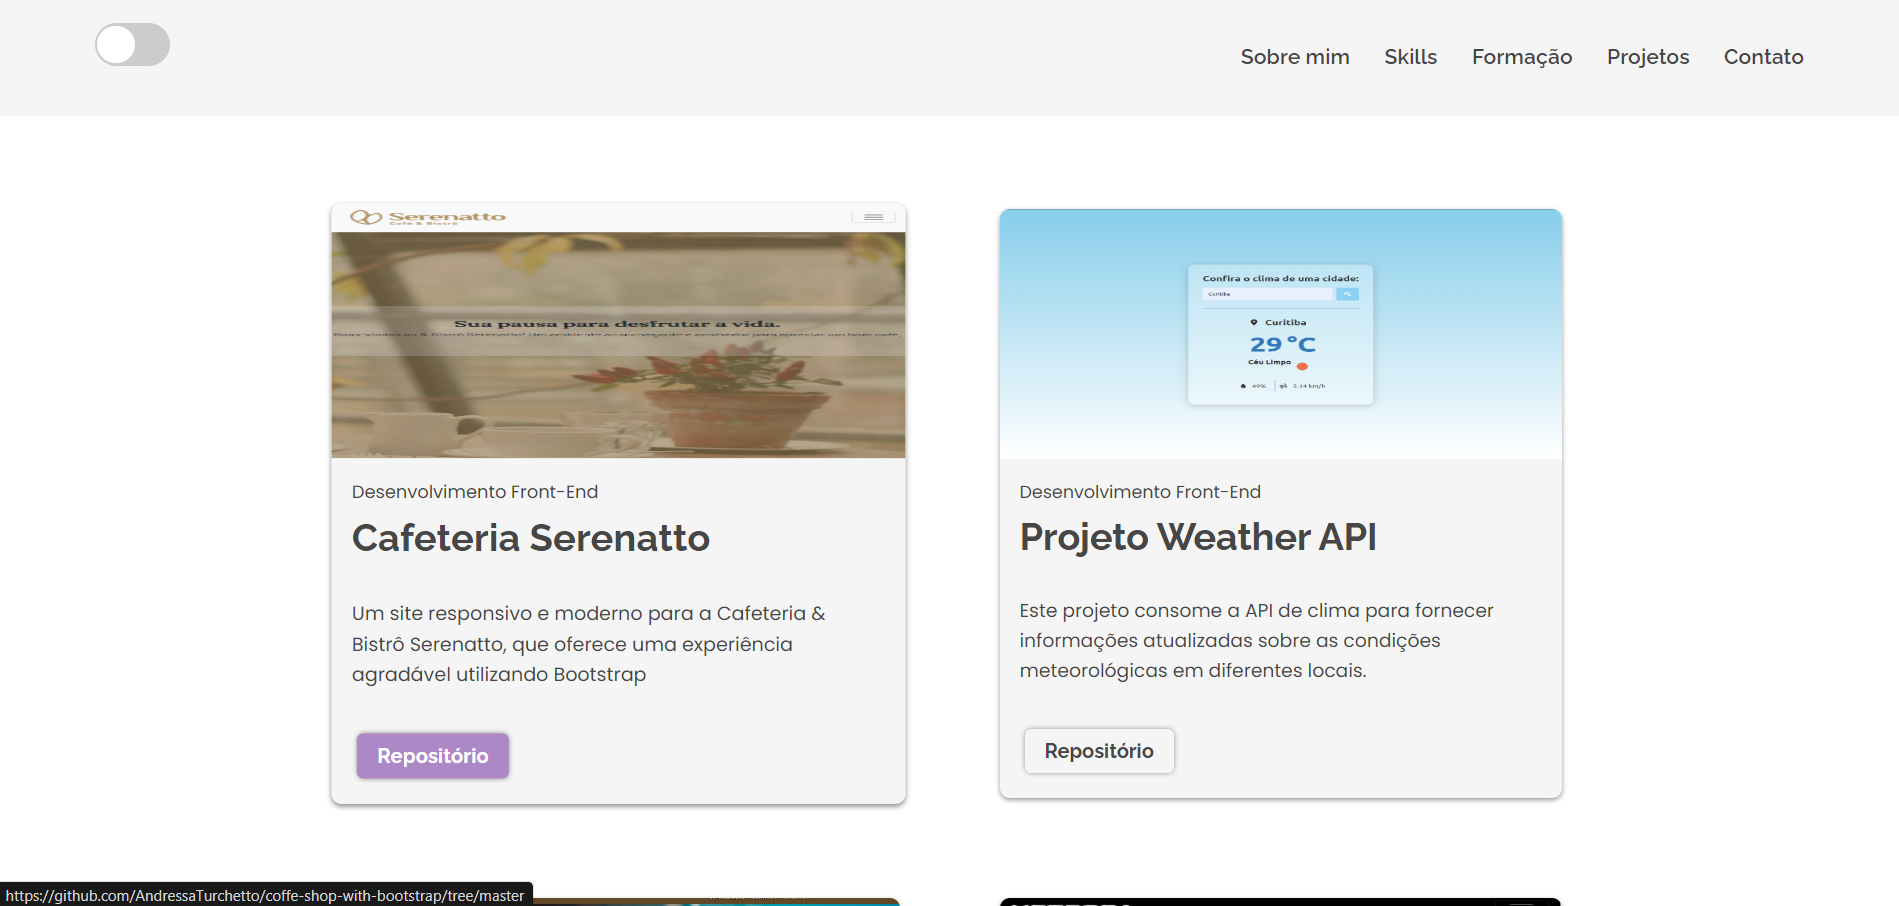 Sobre mim Skills Formação Projetos Contato
Serenatto
Café & Bistrô
Sua pausa para desfrutar a vida.
Confira o clima de uma cidade:
Curitiba
Curitiba
29 °C
Céu Limpo
49% 5.14 km/h
Desenvolvimento Front-End
Cafeteria Serenatto
Um site responsivo e moderno para a Cafeteria &
Bistrô Serenatto, que oferece uma experiência
agradável utilizando Bootstrap
Repositório
Desenvolvimento Front-End
Projeto Weather API
Este projeto consome a API de clima para fornecer
informações atualizadas sobre as condições
meteorológicas em diferentes locais.
Repositório
https://github.com/AndressaTurchetto/coffe-shop-with-bootstrap/tree/master